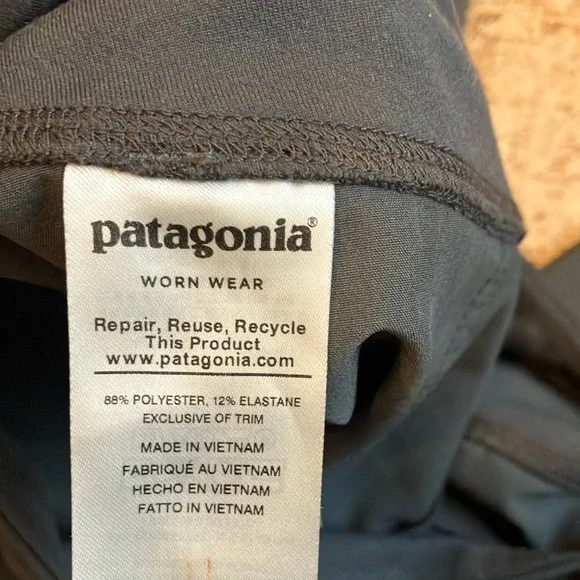 patagonia®
WORN WEAR
Repair, Reuse, Recycle
This Product
www.patagonia.com
88% POLYESTER, 12% ELASTANE
EXCLUSIVE OF TRIM
MADE IN VIETNAM
FABRIQUÉ AU VIETNAM
HECHO EN VIETNAM
FATTO IN VIETNAM